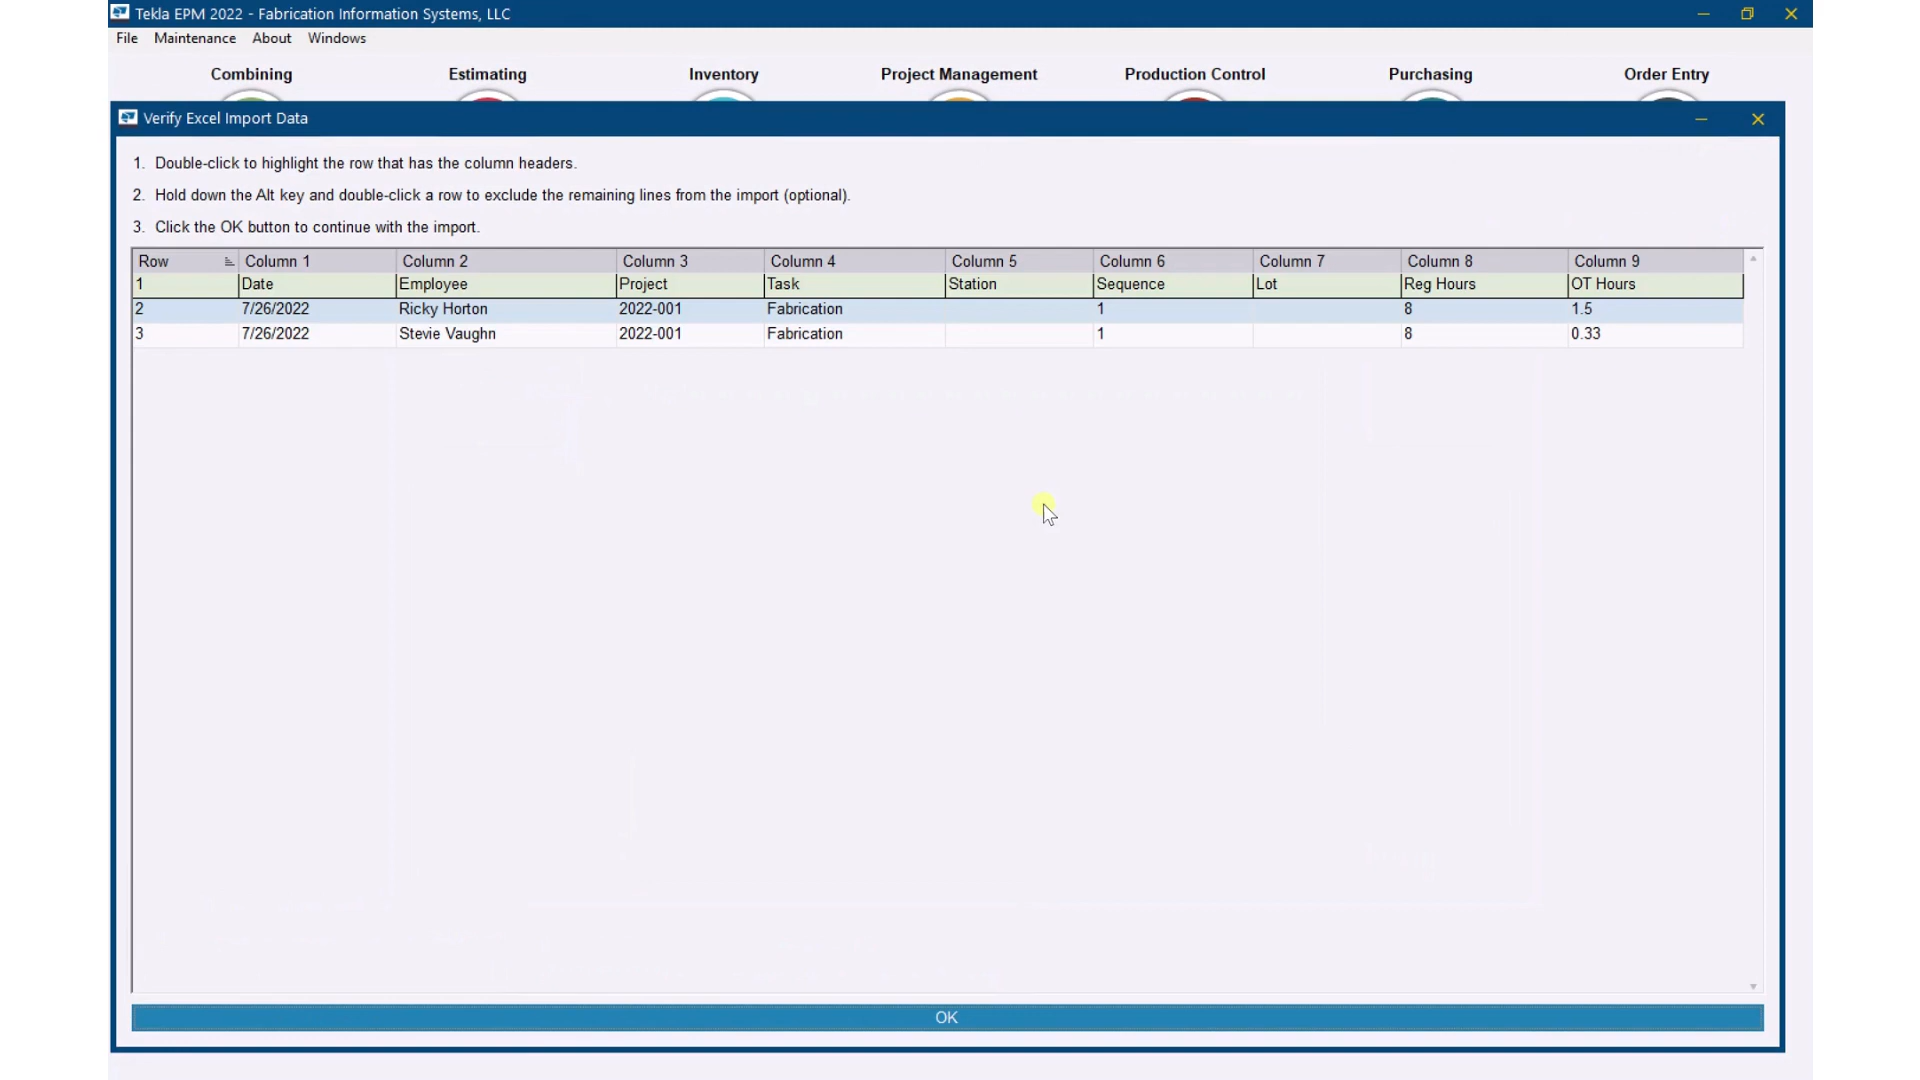 Tekla EPM 2022 - Fabrication Information Systems, LLC
File Maintenance About Windows
Combining Estimating Inventory Project Management Production Control Purchasing Order Entry
Verify Excel Import Data
1. Double-click to highlight the row that has the column headers.
2. Hold down the Alt key and double-click a row to exclude the remaining lines from the import (optional).
3. Click the OK button to continue with the import.
Row Column 1 Column 2 Column 3 Column 4 Column 5 Column 6 Column 7 Column 8 Column 9
1 Date Employee Project Task Station Sequence Lot Reg Hours OT Hours
2 7/26/2022 Ricky Horton 2022-001 Fabrication 1 8 1.5
3 7/26/2022 Stevie Vaughn 2022-001 Fabrication 1 8 0.33
OK